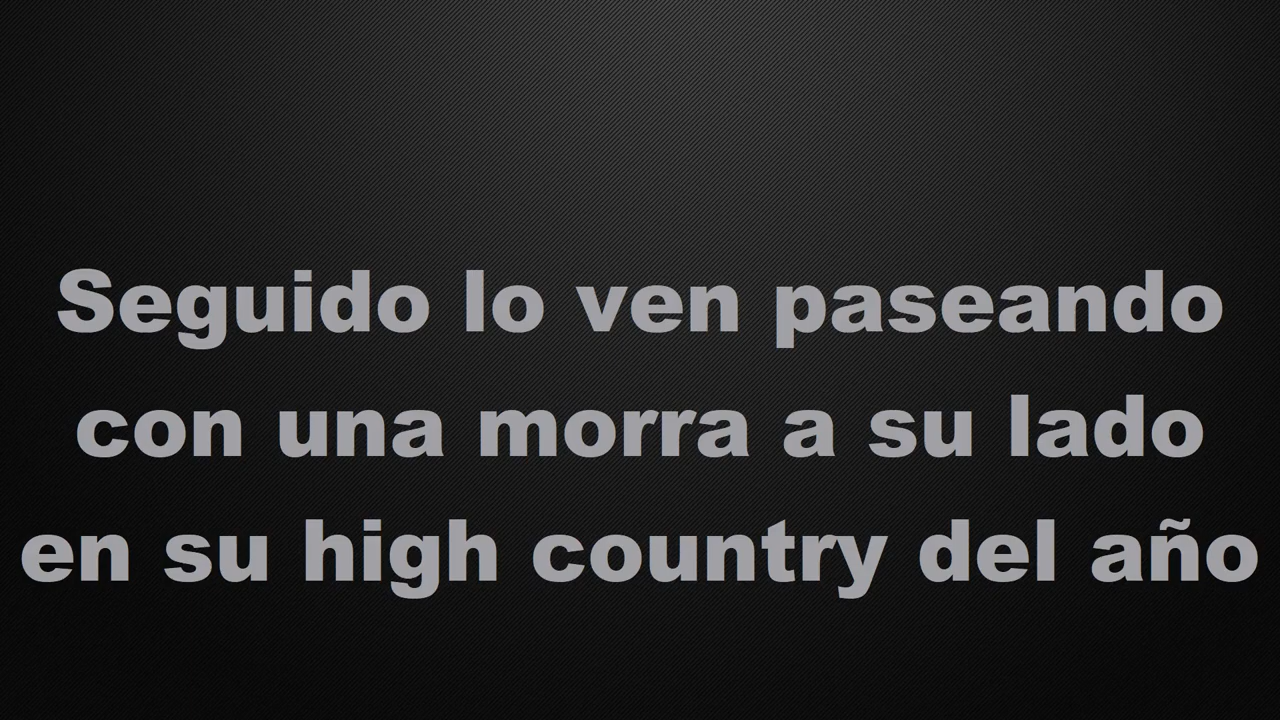 Seguido lo ven paseando
con una morra a su lado
en su high country del año